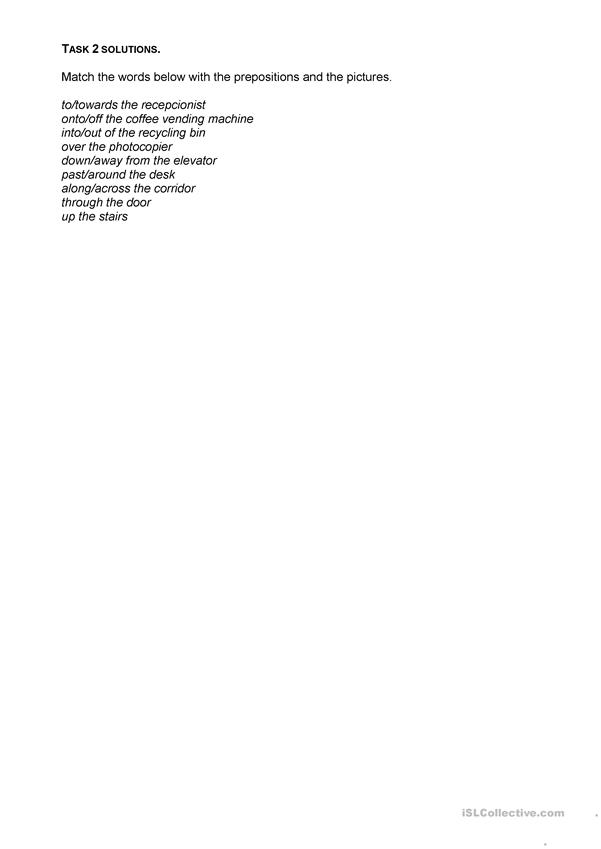 TASK 2 SOLUTIONS.
Match the words below with the prepositions and the pictures.
to/towards the recepcionist
onto/off the coffee vending machine
into/out of the recycling bin
over the photocopier
down/away from the elevator
past/around the desk
along/across the corridor
through the door
up the stairs
iSLCollective.com